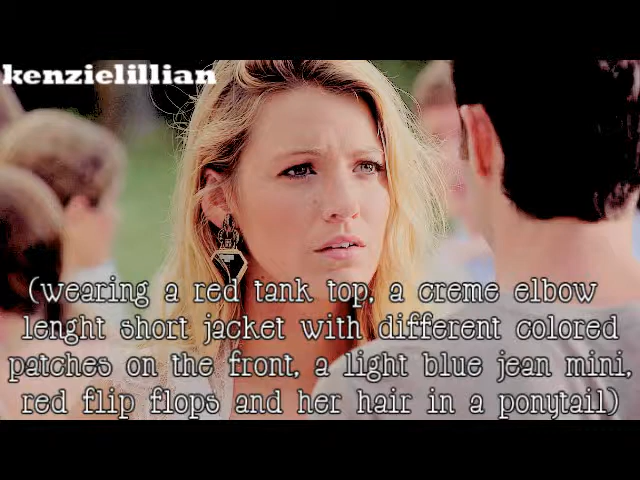 kenzielillian
(wearing a red tank top, a creme elbow
lenght short jacket with different colored
patches on the front, a light blue jean mini,
red flip flops and her hair in a ponytail)